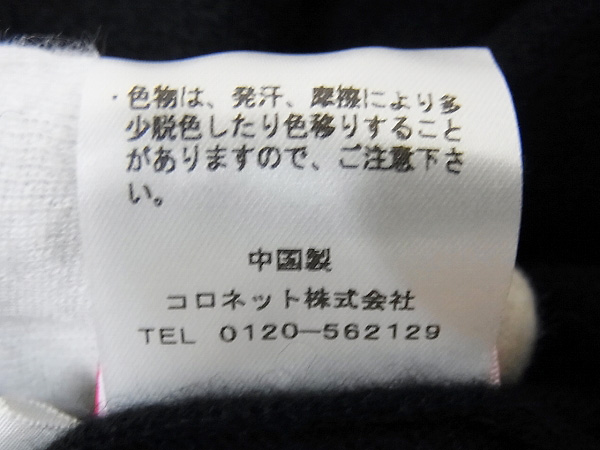 ・色物は、発汗、摩擦により多
少脱色したり色移りすること
がありますので、ご注意下さ
い。
中国製
コロネット株式会社
TEL 0120-562129